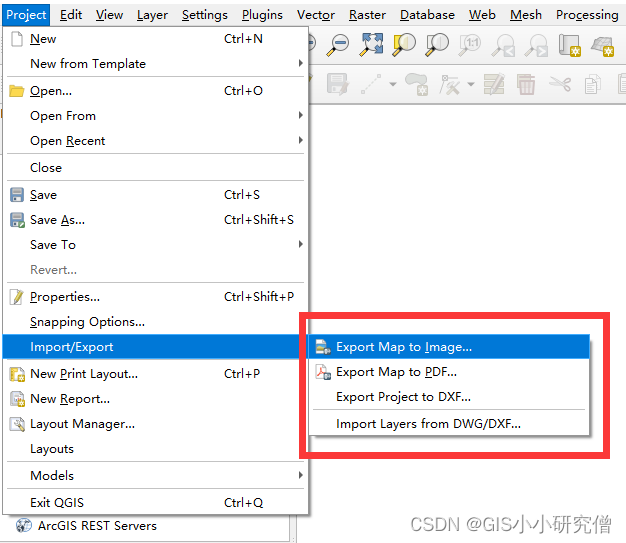 Project Edit View Layer Settings Plugins Vector Raster Database Web Mesh Processing
New Ctrl+N
New from Template
Open... Ctrl+O
Open From
Open Recent
Close
Save Ctrl+S
Save As... Ctrl+Shift+S
Save To
Revert...
Properties... Ctrl+Shift+P
Snapping Options...
Import/Export
Export Map to Image...
Export Map to PDF...
Export Project to DXF...
Import Layers from DWG/DXF...
New Print Layout... Ctrl+P
New Report...
Layout Manager...
Layouts
Models
Exit QGIS Ctrl+Q
ArcGIS REST Servers
CSDN @GIS小小研究僧